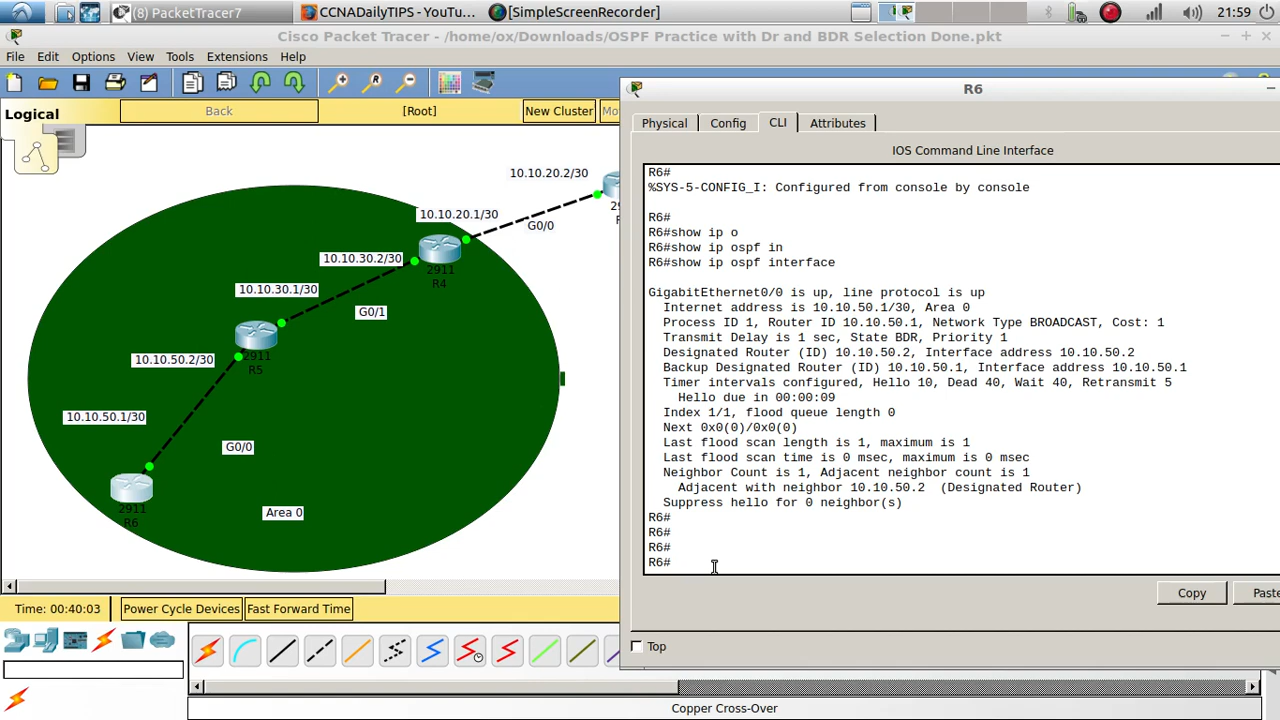 (8) PacketTracer7
CCNADailyTIPS - YouTu...
[SimpleScreenRecorder]
21:59
Cisco Packet Tracer - /home/ox/Downloads/OSPF Practice with Dr and BDR Selection Done.pkt
File Edit Options View Tools Extensions Help
Logical
Back
[Root]
New Cluster
10.10.20.2/30
10.10.20.1/30
G0/0
10.10.30.2/30
2911
R4
10.10.30.1/30
G0/1
10.10.50.2/30
2911
R5
10.10.50.1/30
G0/0
2911
R6
Area 0
Time: 00:40:03
Power Cycle Devices
Fast Forward Time
Copper Cross-Over
R6
Physical
Config
CLI
Attributes
IOS Command Line Interface
R6#
%SYS-5-CONFIG_I: Configured from console by console
R6#
R6#show ip o
R6#show ip ospf in
R6#show ip ospf interface
GigabitEthernet0/0 is up, line protocol is up
Internet address is 10.10.50.1/30, Area 0
Process ID 1, Router ID 10.10.50.1, Network Type BROADCAST, Cost: 1
Transmit Delay is 1 sec, State BDR, Priority 1
Designated Router (ID) 10.10.50.2, Interface address 10.10.50.2
Backup Designated Router (ID) 10.10.50.1, Interface address 10.10.50.1
Timer intervals configured, Hello 10, Dead 40, Wait 40, Retransmit 5
Hello due in 00:00:09
Index 1/1, flood queue length 0
Next 0x0(0)/0x0(0)
Last flood scan length is 1, maximum is 1
Last flood scan time is 0 msec, maximum is 0 msec
Neighbor Count is 1, Adjacent neighbor count is 1
Adjacent with neighbor 10.10.50.2  (Designated Router)
Suppress hello for 0 neighbor(s)
R6#
R6#
R6#
R6#
Copy
Paste
Top